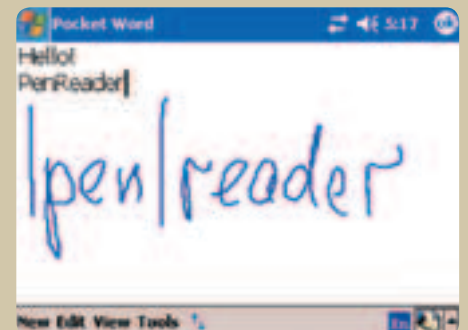 Pocket Word 5:17 ok
Hello!
PenReader
|pen|reader
New Edit View Tools En